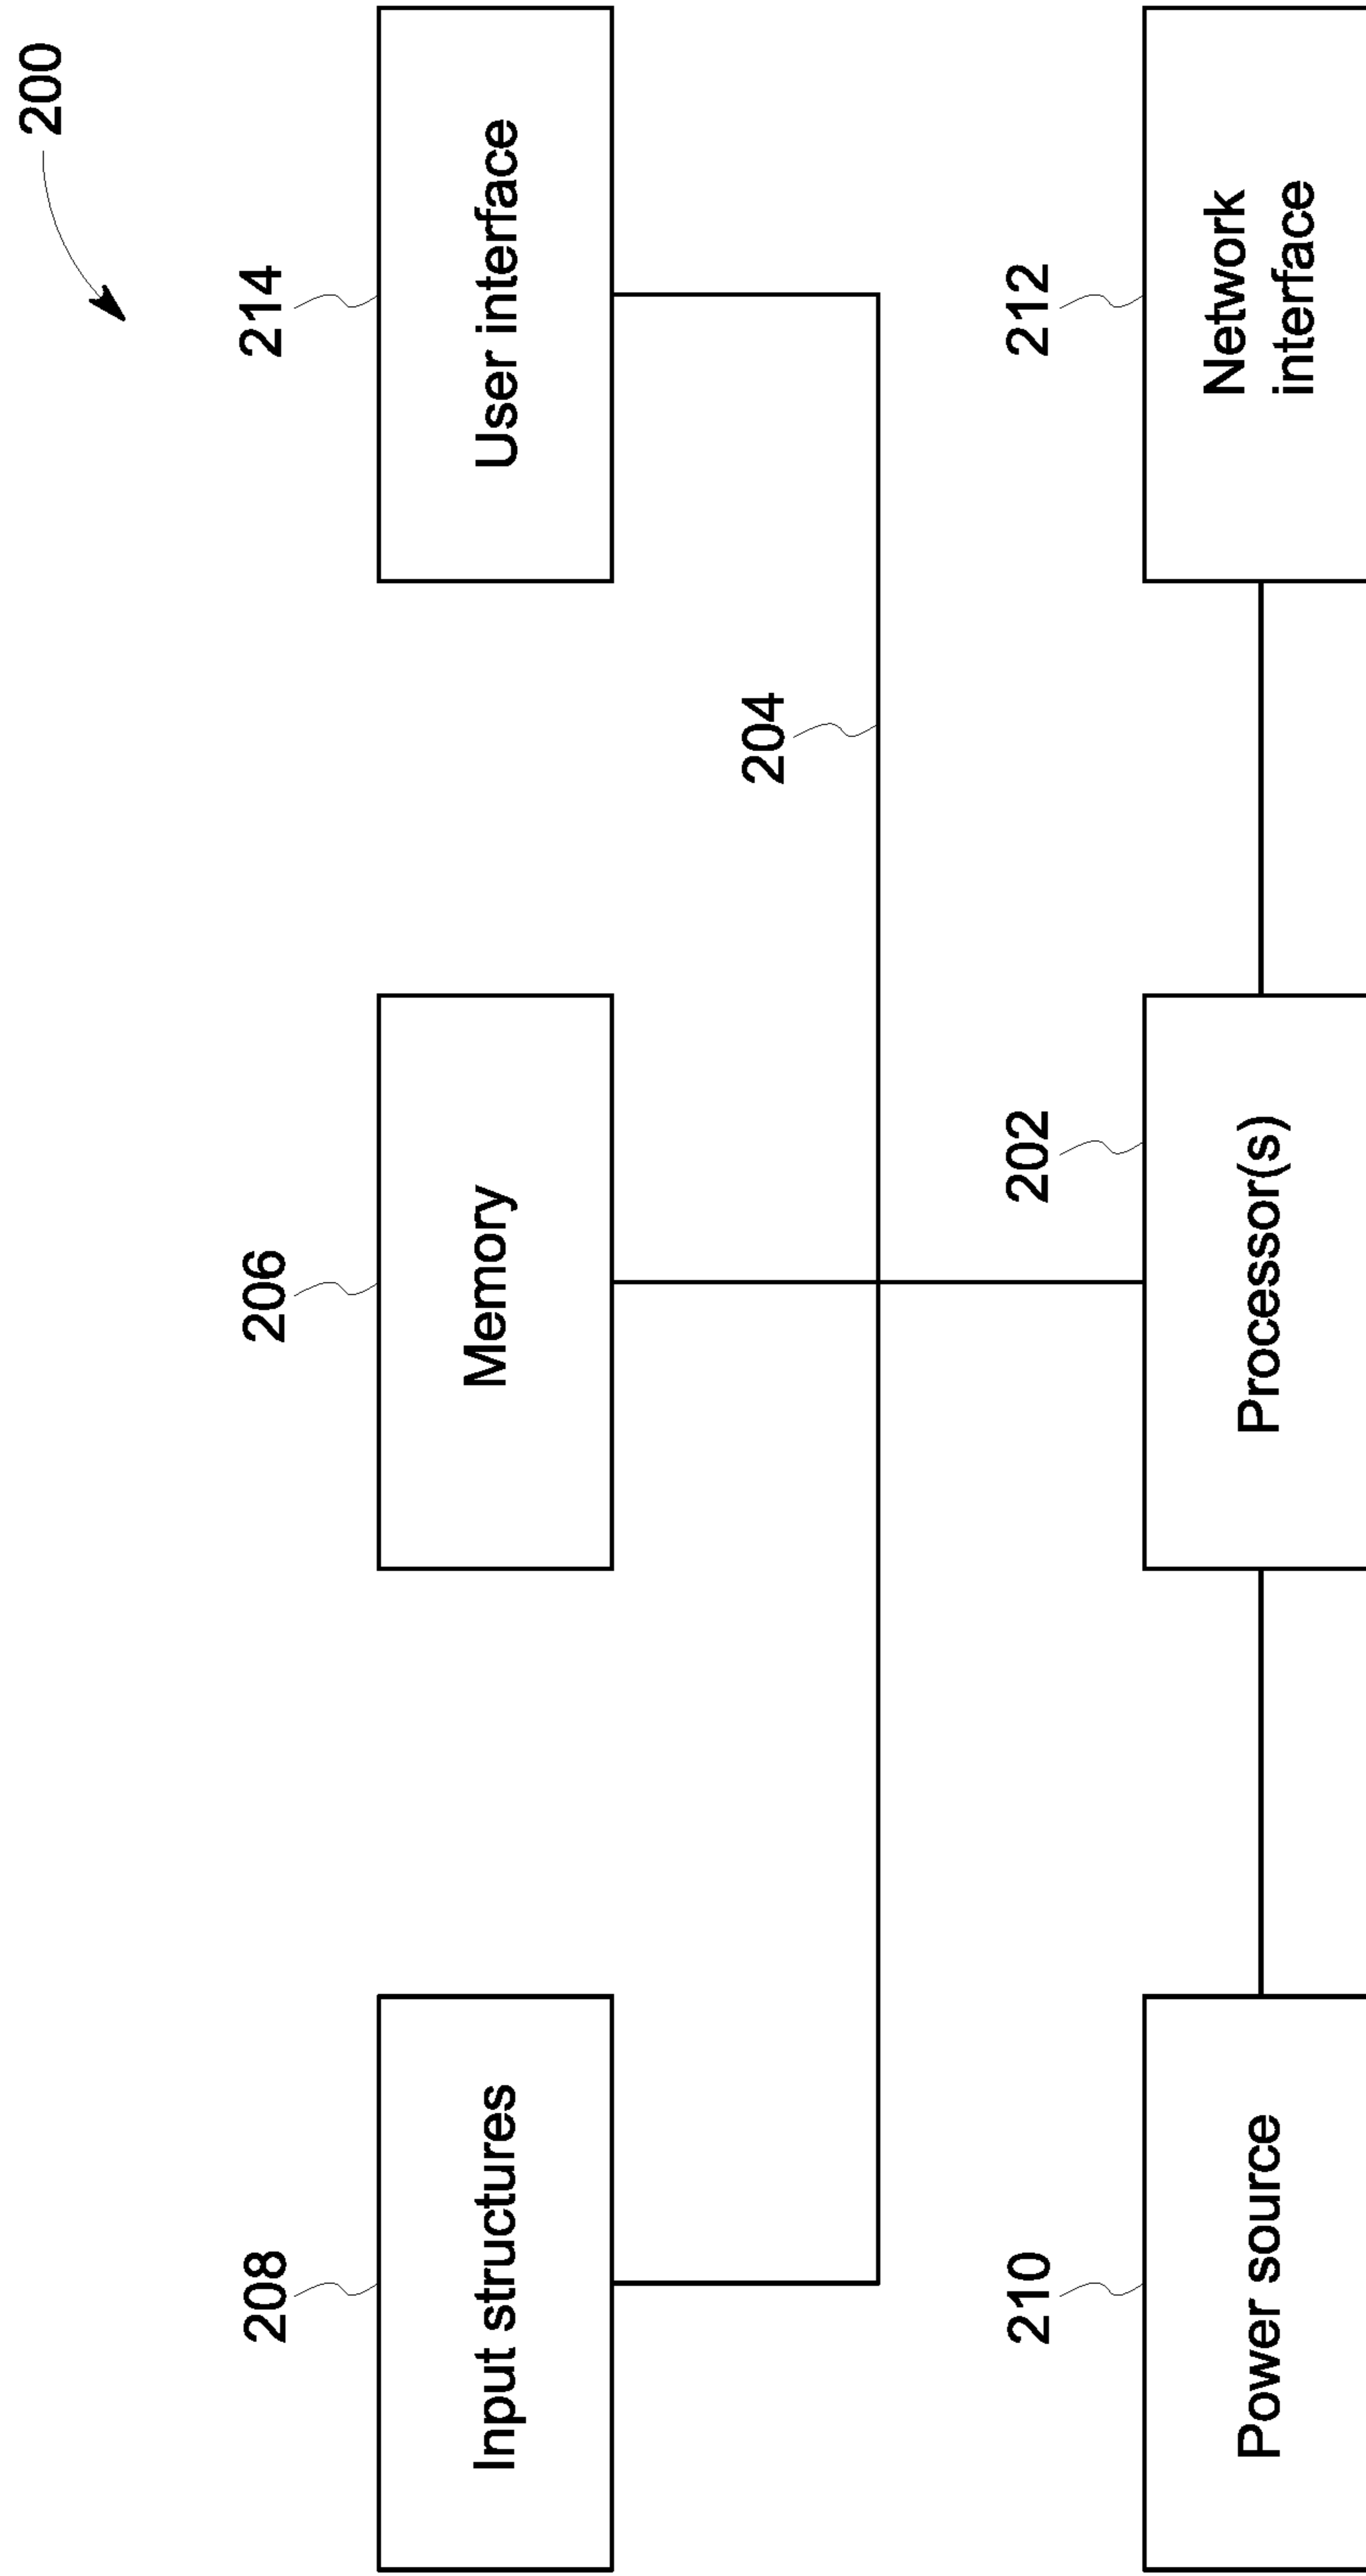 200
208
206
214
Input structures
Memory
User interface
204
210
202
212
Power source
Processor(s)
Network
interface